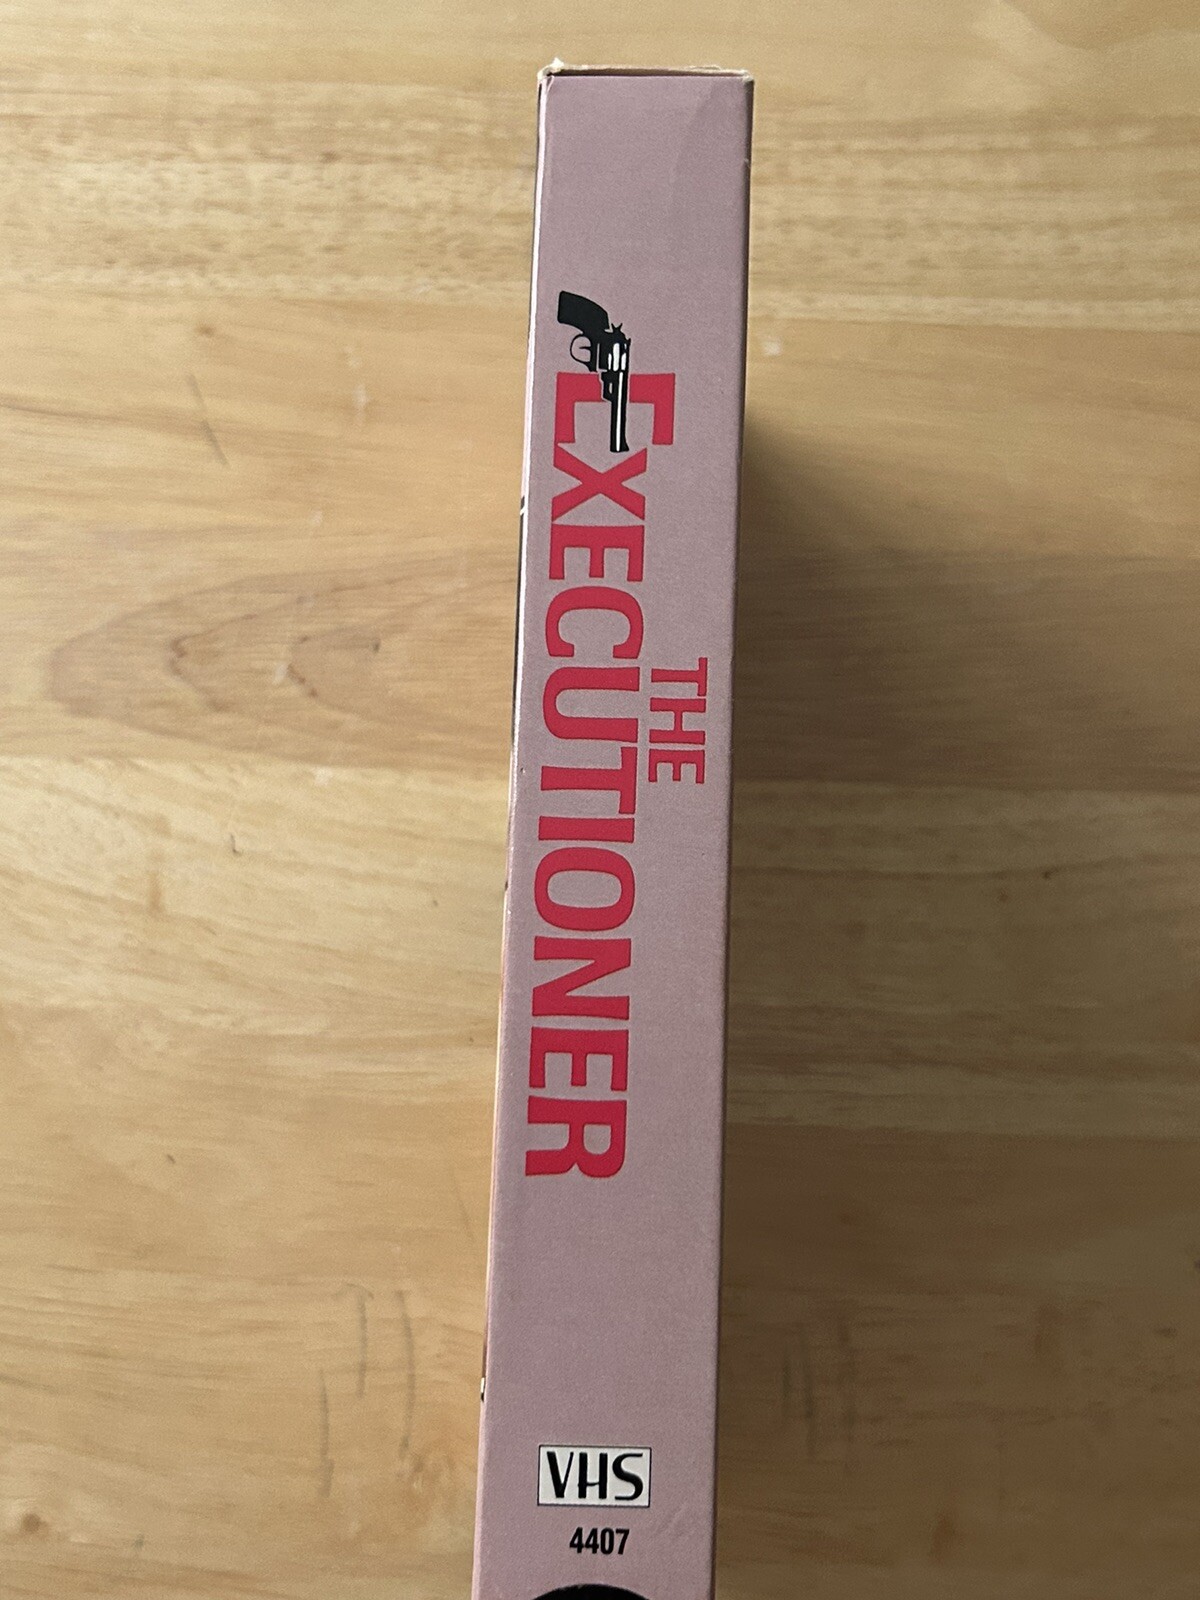 THE
EXECUTIONER
VHS
4407